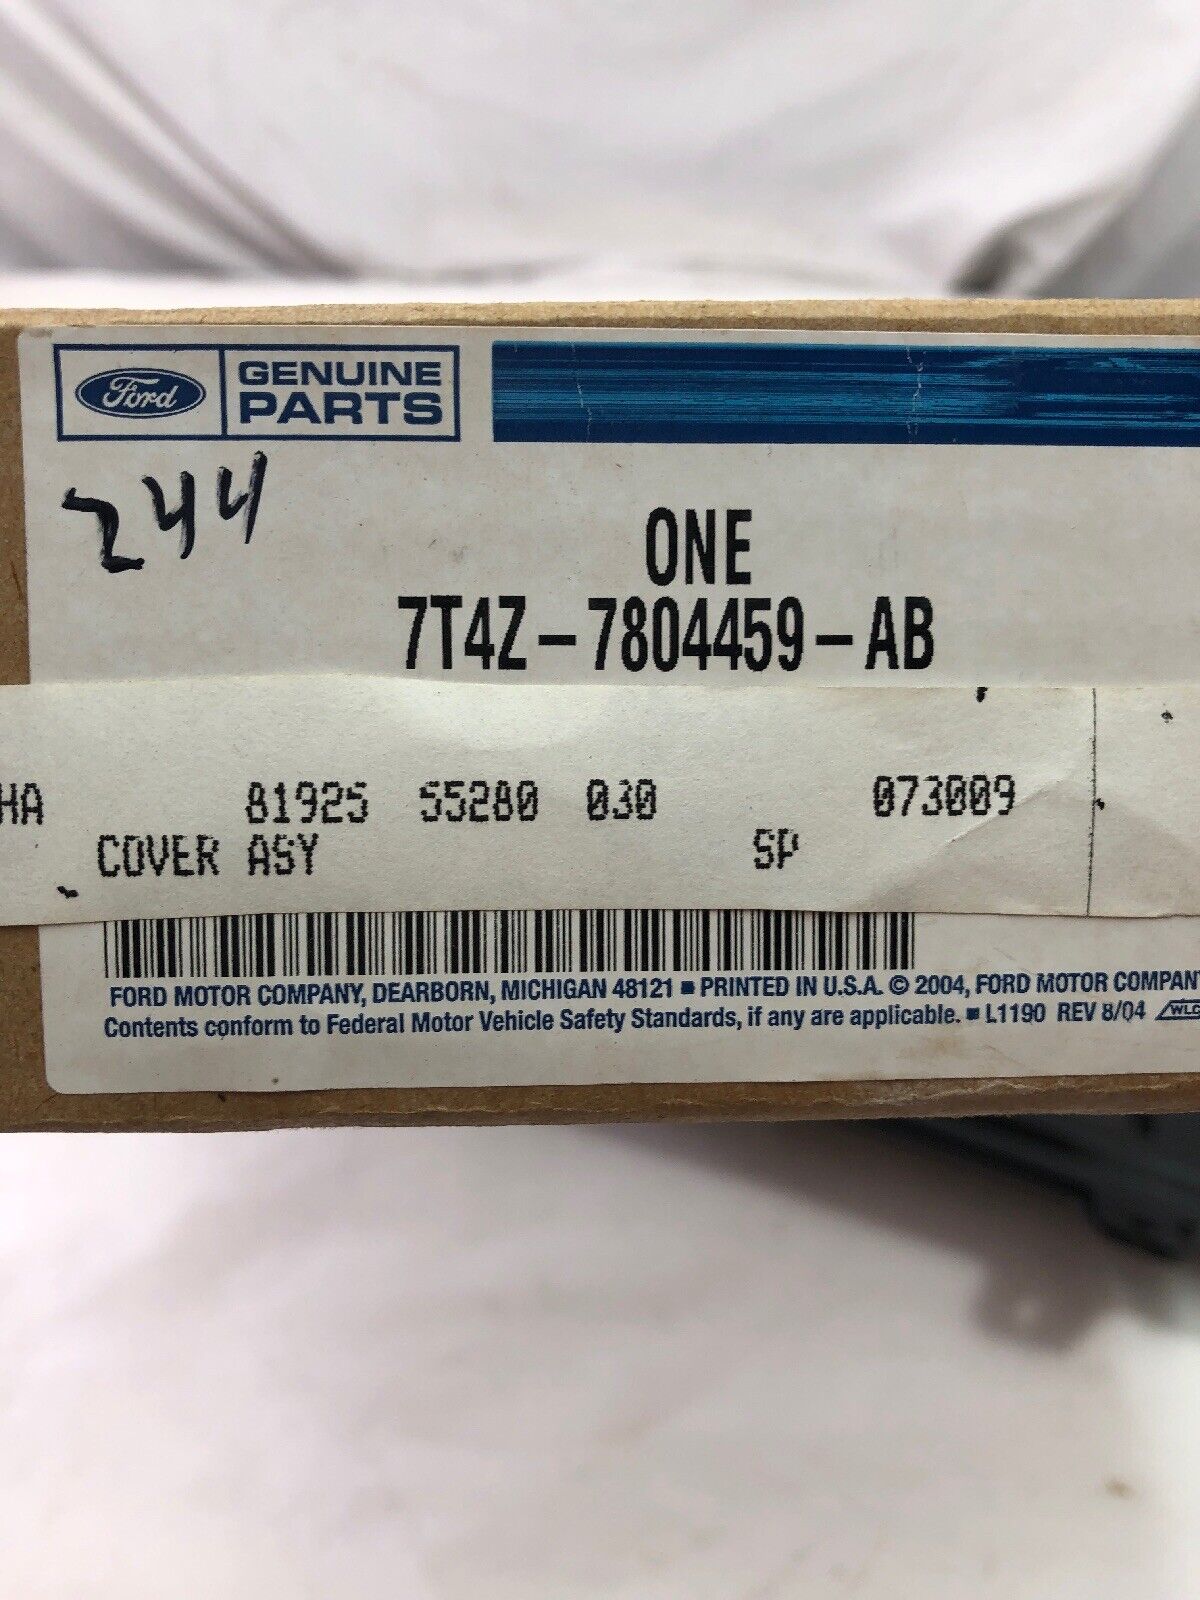 Ford GENUINE PARTS
244
ONE
7T4Z-7804459-AB
HA 81925 55280 030 073009
COVER ASY SP
FORD MOTOR COMPANY, DEARBORN, MICHIGAN 48121 ■ PRINTED IN U.S.A. © 2004, FORD MOTOR COMPANY
Contents conform to Federal Motor Vehicle Safety Standards, if any are applicable. ■ L1190 REV 8/04 WLC